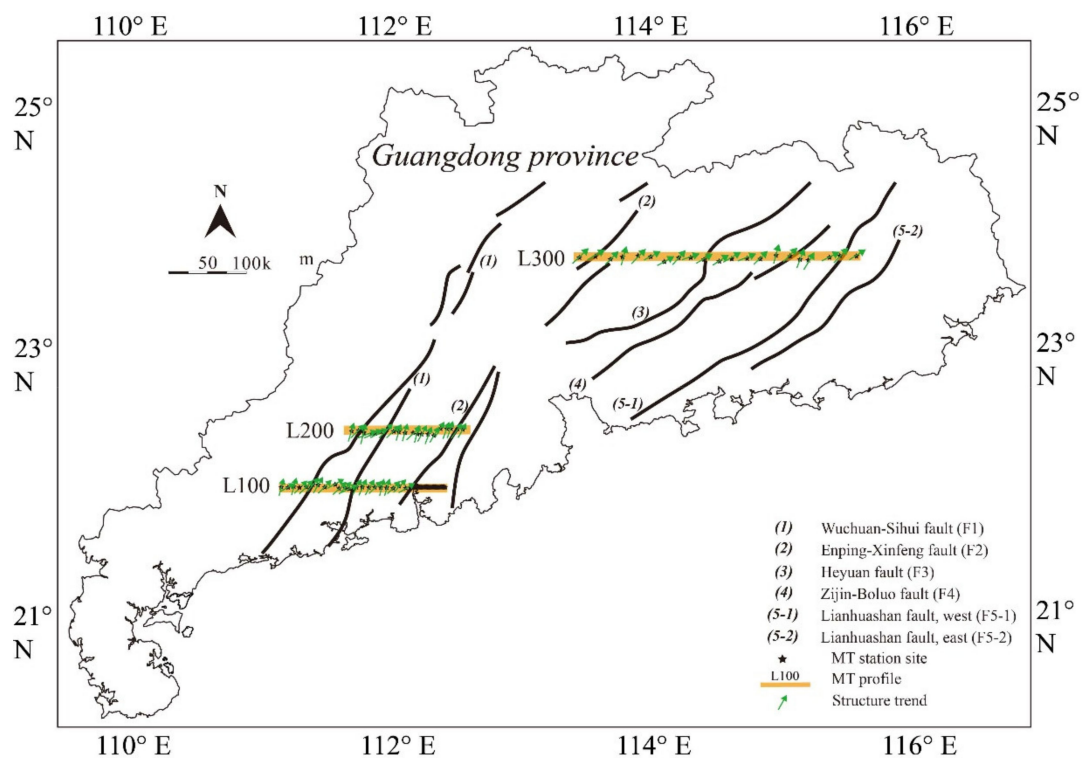 110° E 112° E 114° E 116° E
25°
N
25°
N
Guangdong province
N
50 100k m
(2)
(5-2)
(1)
L300
(3)
23°
N
23°
N
(1)
(4)
(2)
(5-1)
L200
L100
(1) Wuchuan-Sihui fault (F1)
(2) Enping-Xinfeng fault (F2)
(3) Heyuan fault (F3)
(4) Zijin-Boluo fault (F4)
(5-1) Lianhuashan fault, west (F5-1)
(5-2) Lianhuashan fault, east (F5-2)
MT station site
L100 MT profile
Structure trend
21°
N
21°
N
110° E 112° E 114° E 116° E